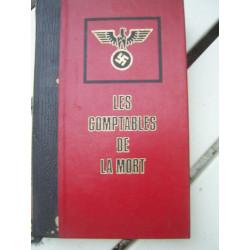 LES
COMPTABLES
DE
LA MORT